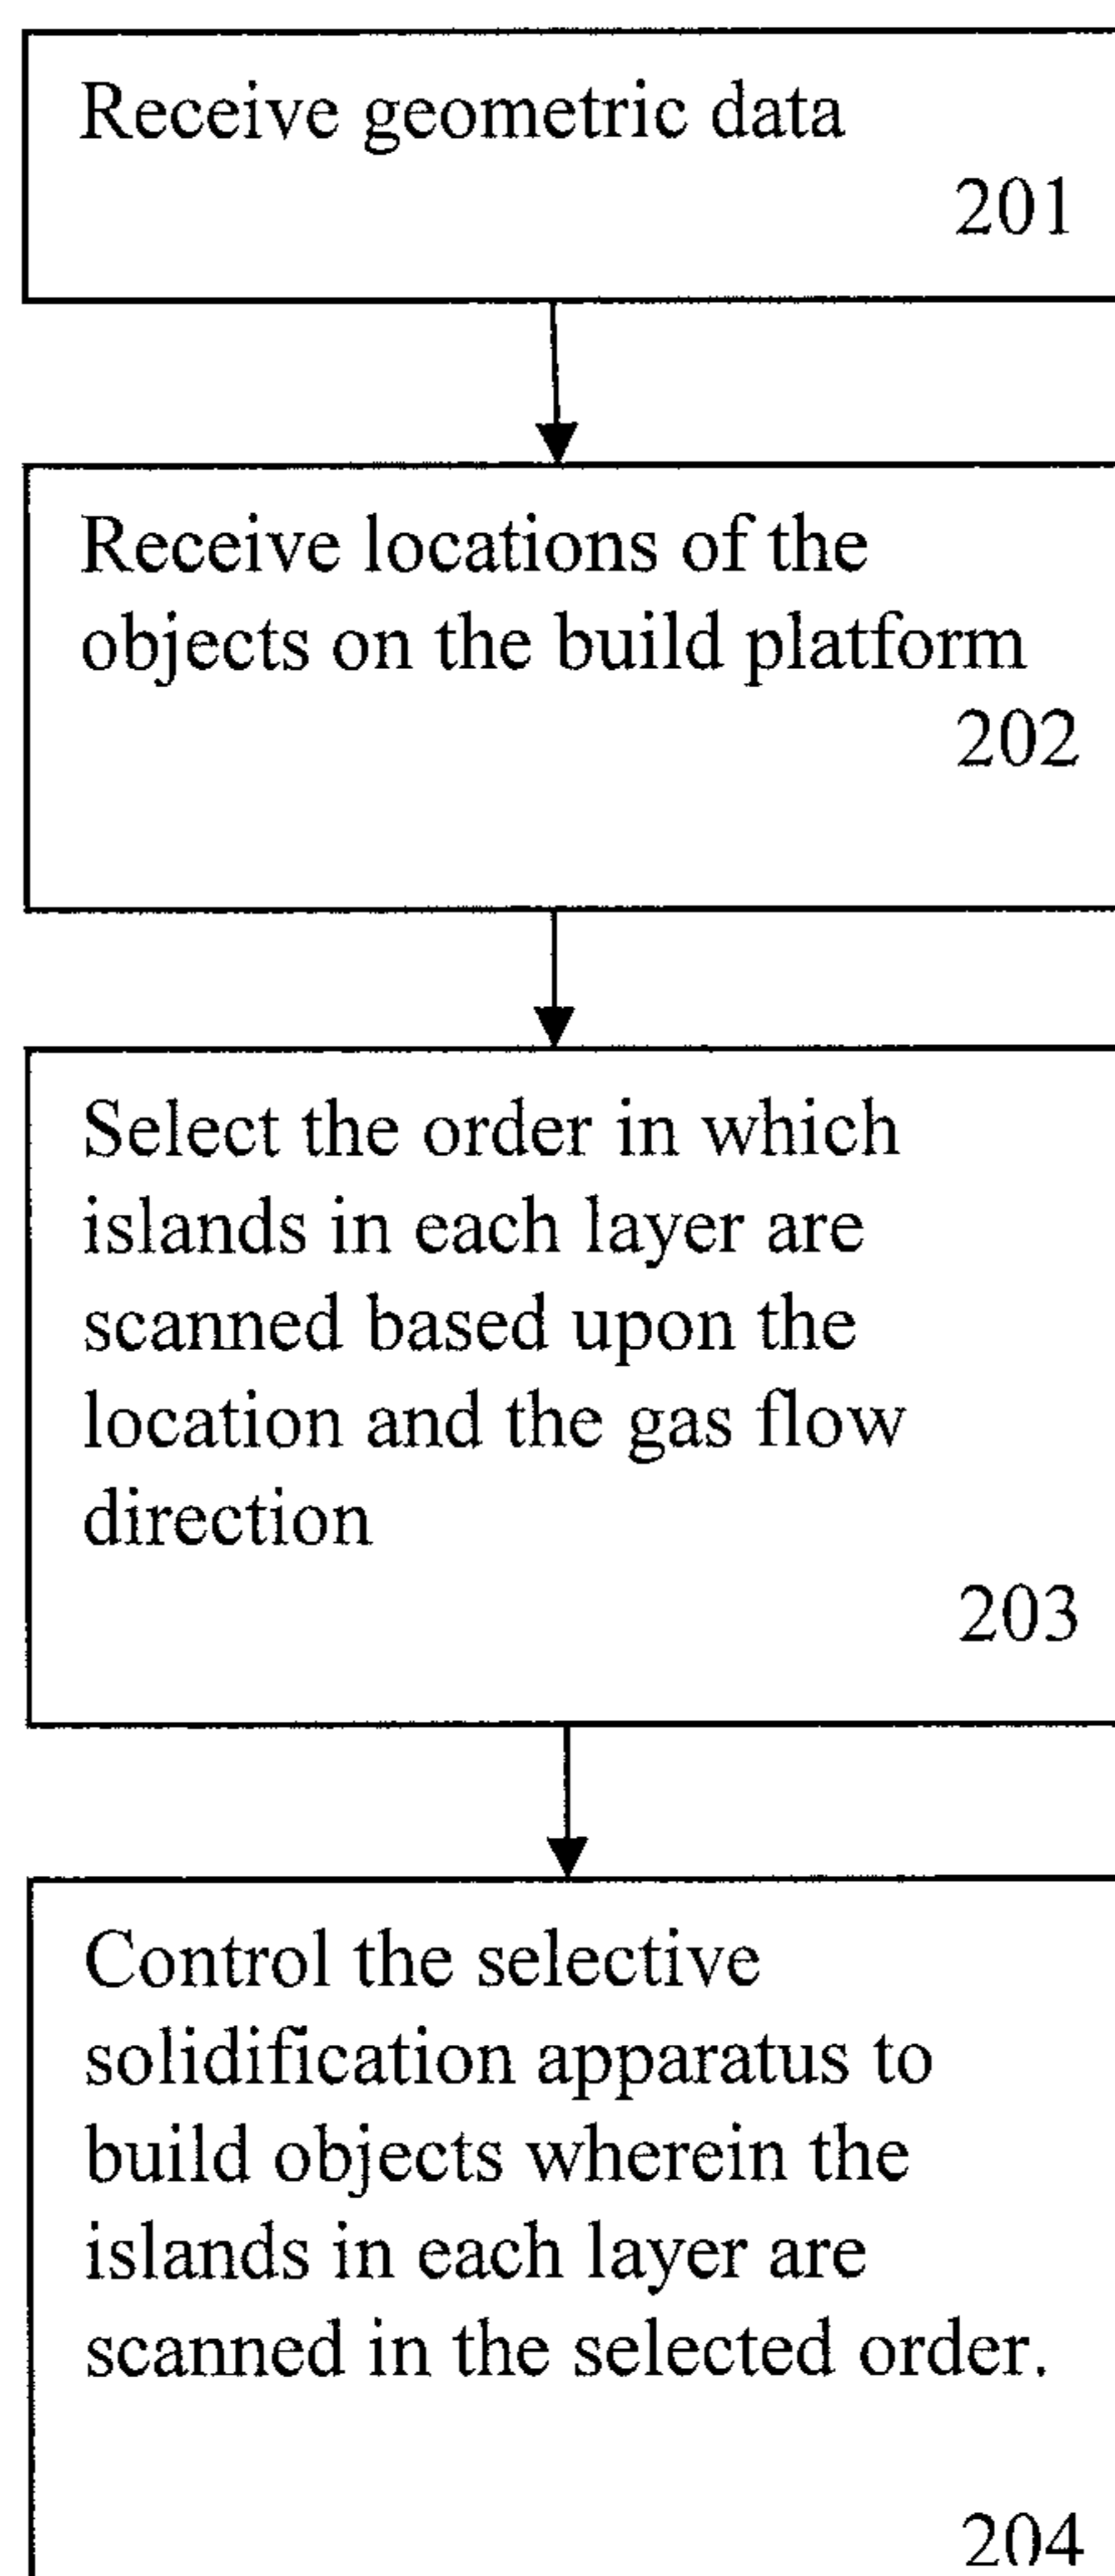 Receive geometric data
201
Receive locations of the
objects on the build platform
202
Select the order in which
islands in each layer are
scanned based upon the
location and the gas flow
direction
203
Control the selective
solidification apparatus to
build objects wherein the
islands in each layer are
scanned in the selected order.
204